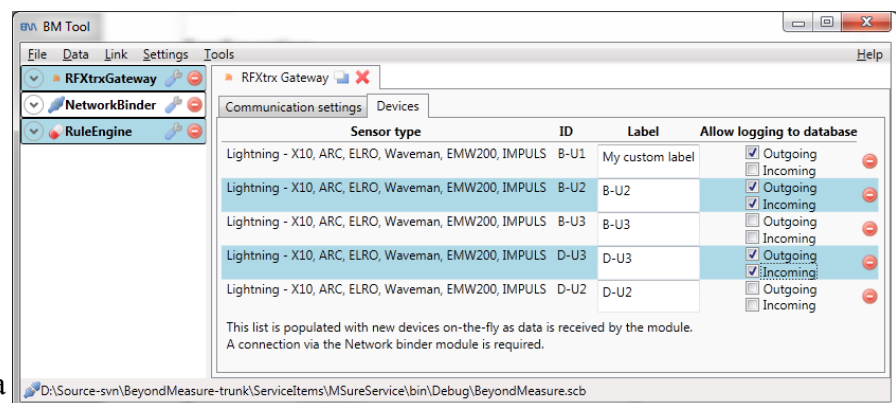 BM BM Tool
File Data Link Settings Tools Help
RFXtrxGateway
NetworkBinder
RuleEngine
RFXtrx Gateway
Communication settings Devices
Sensor type ID Label Allow logging to database
Lightning - X10, ARC, ELRO, Waveman, EMW200, IMPULS B-U1 My custom label Outgoing
Incoming
Lightning - X10, ARC, ELRO, Waveman, EMW200, IMPULS B-U2 B-U2 Outgoing
Incoming
Lightning - X10, ARC, ELRO, Waveman, EMW200, IMPULS B-U3 B-U3 Outgoing
Incoming
Lightning - X10, ARC, ELRO, Waveman, EMW200, IMPULS D-U3 D-U3 Outgoing
Incoming
Lightning - X10, ARC, ELRO, Waveman, EMW200, IMPULS D-U2 D-U2 Outgoing
Incoming
This list is populated with new devices on-the-fly as data is received by the module.
A connection via the Network binder module is required.
a
D:\Source-svn\BeyondMeasure-trunk\ServiceItems\MSureService\bin\Debug\BeyondMeasure.scb